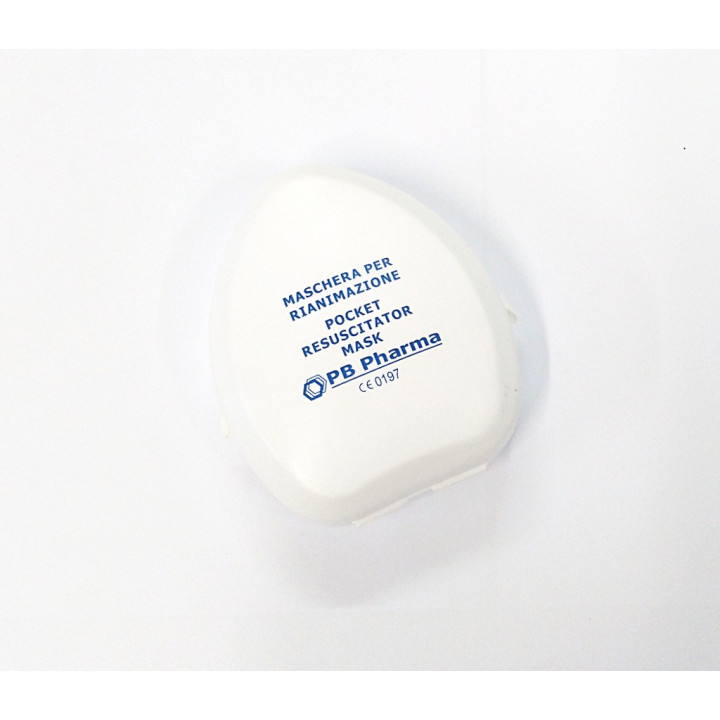 MASCHERA PER
RIANIMAZIONE
POCKET
RESUSCITATOR
MASK
PB Pharma
CE 0197